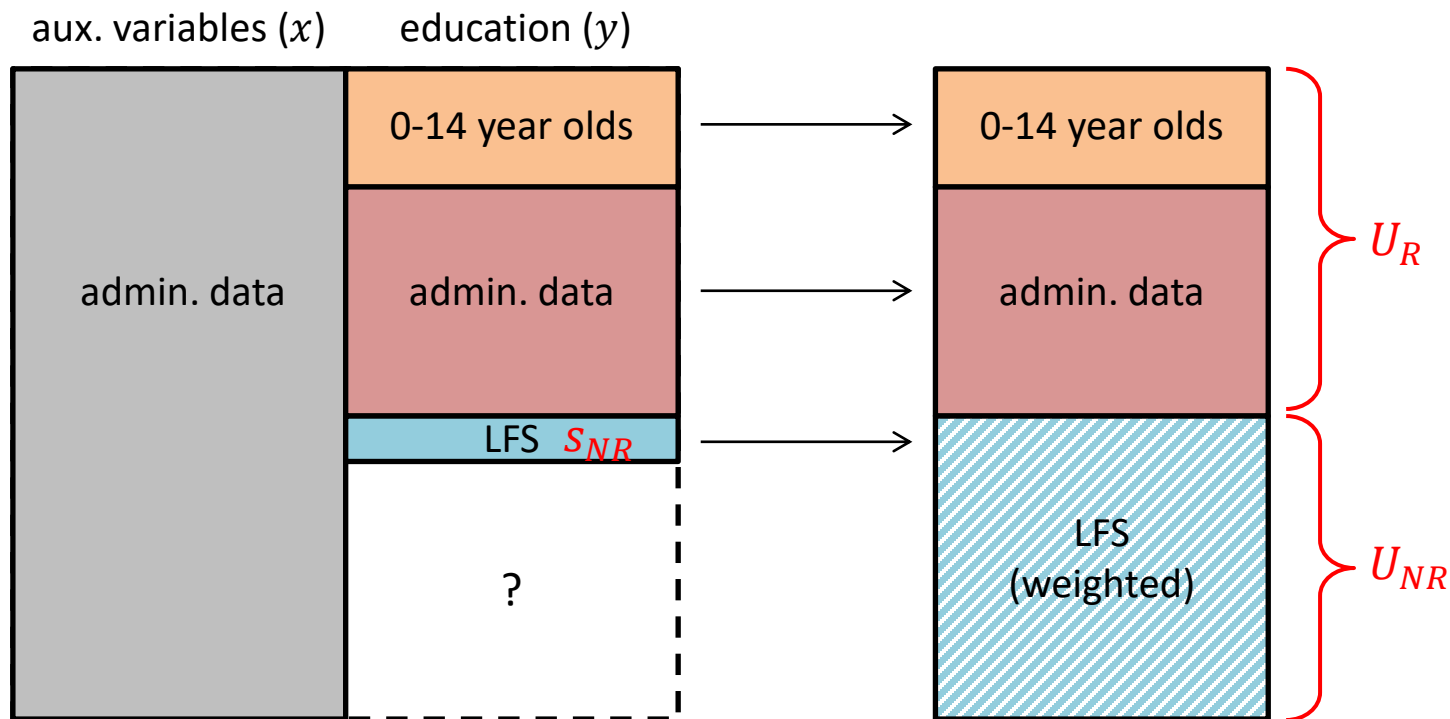 aux. variables (x) education (y)
0-14 year olds
0-14 year olds
U_R
admin. data
admin. data
admin. data
LFS s_NR
LFS
(weighted)
U_NR
?